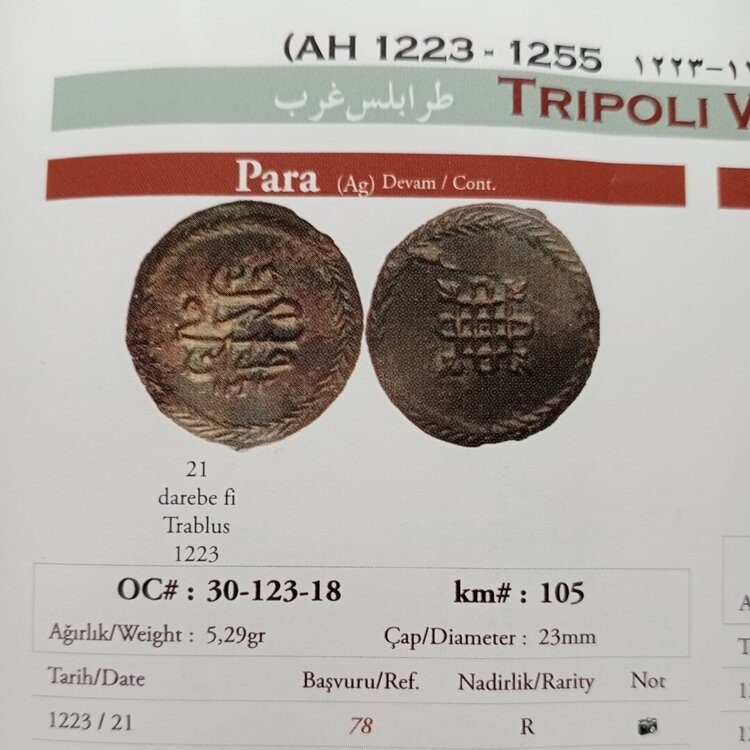 (AH 1223 - 1255 ١٢٢٣-١٢
طرابلس غرب TRIPOLI V
Para (Ag) Devam / Cont.
21
darebe fi
Trablus
1223
OC# : 30-123-18 km# : 105
Ağırlık/Weight : 5,29gr Çap/Diameter : 23mm
Tarih/Date Başvuru/Ref. Nadirlik/Rarity Not
1223 / 21 78 R